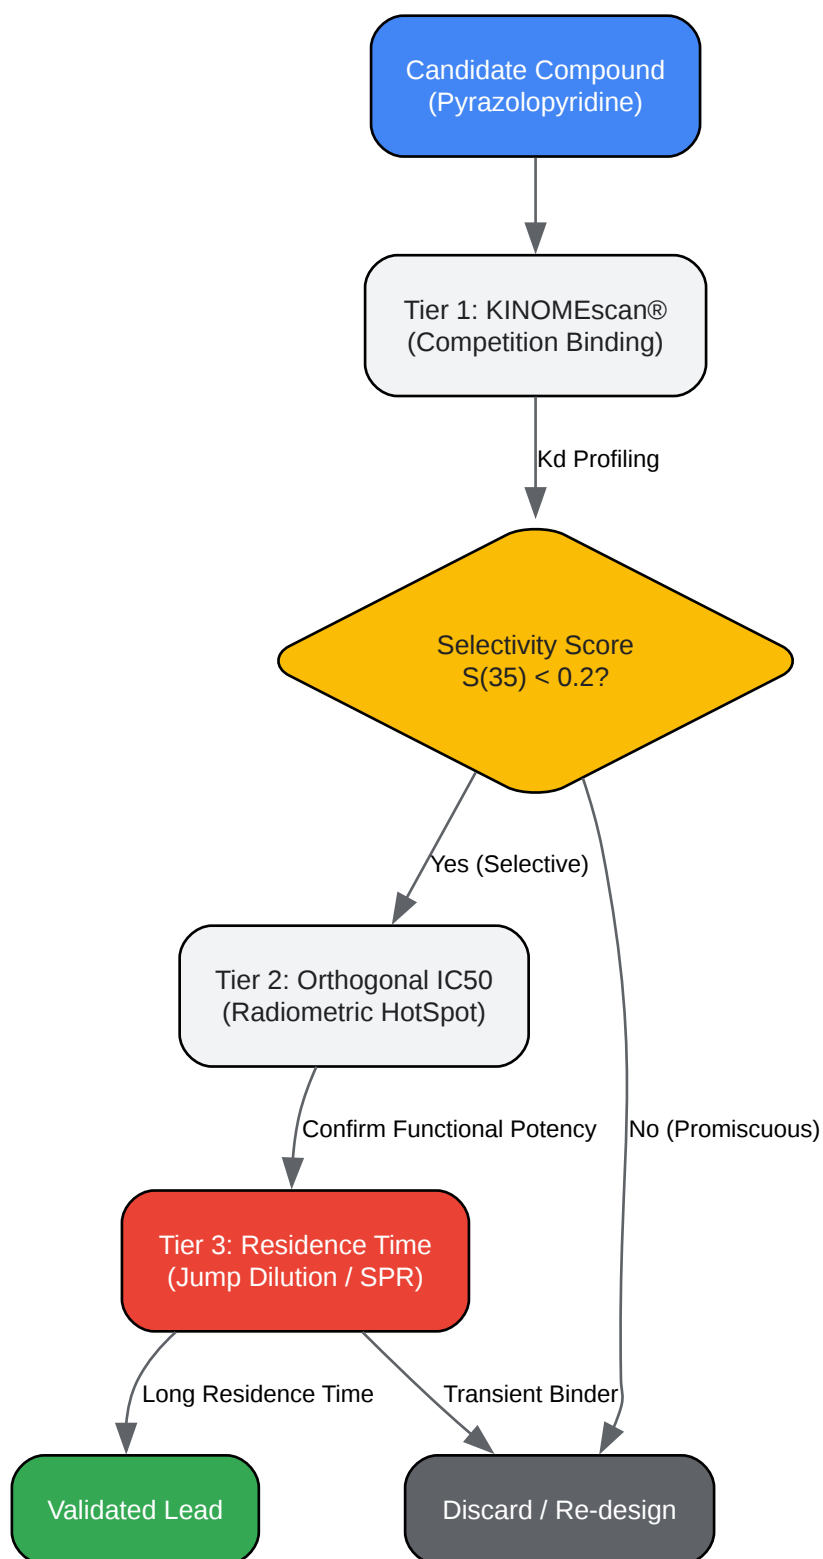 Candidate Compound
(Pyrazolopyridine)
Tier 1: KINOMEscan®
(Competition Binding)
Kd Profiling
Selectivity Score
S(35) < 0.2?
Yes (Selective)
Tier 2: Orthogonal IC50
(Radiometric HotSpot)
Confirm Functional Potency
No (Promiscuous)
Tier 3: Residence Time
(Jump Dilution / SPR)
Long Residence Time
Transient Binder
Validated Lead
Discard / Re-design